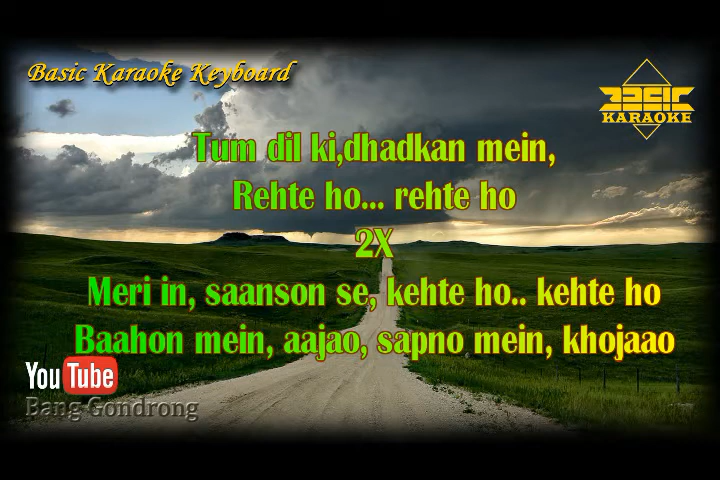 Basic Karaoke Keyboard
BASIC
KARAOKE
Tum dil ki,dhadkan mein,
Rehte ho... rehte ho
2X
Meri in, saanson se, kehte ho.. kehte ho
Baahon mein, aajao, sapno mein, khojaao
YouTube
Bang Gondrong